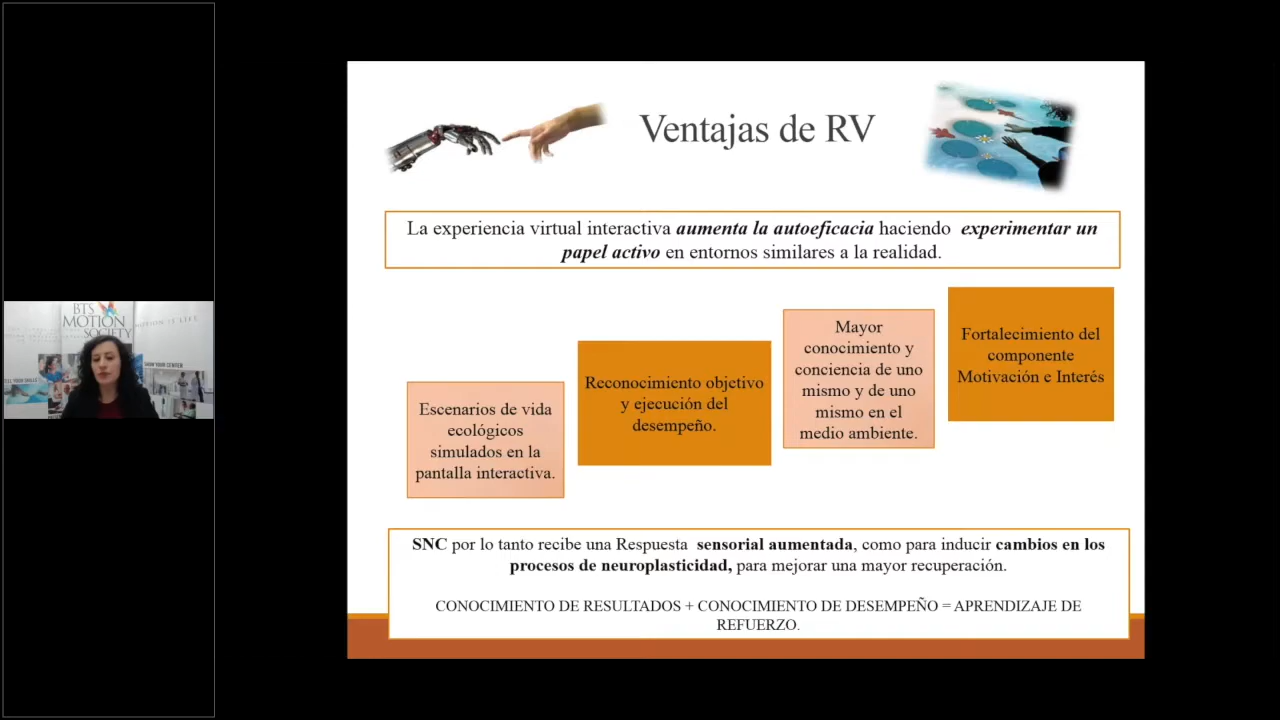 Ventajas de RV
La experiencia virtual interactiva aumenta la autoeficacia haciendo experimentar un
papel activo en entornos similares a la realidad.
Escenarios de vida
ecológicos
simulados en la
pantalla interactiva.
Reconocimiento objetivo
y ejecución del
desempeño.
Mayor
conocimiento y
conciencia de uno
mismo y de uno
mismo en el
medio ambiente.
Fortalecimiento del
componente
Motivación e Interés
SNC por lo tanto recibe una Respuesta sensorial aumentada, como para inducir cambios en los
procesos de neuroplasticidad, para mejorar una mayor recuperación.
CONOCIMIENTO DE RESULTADOS + CONOCIMIENTO DE DESEMPEÑO = APRENDIZAJE DE
REFUERZO.
BTS
MOTION
SOCIETY